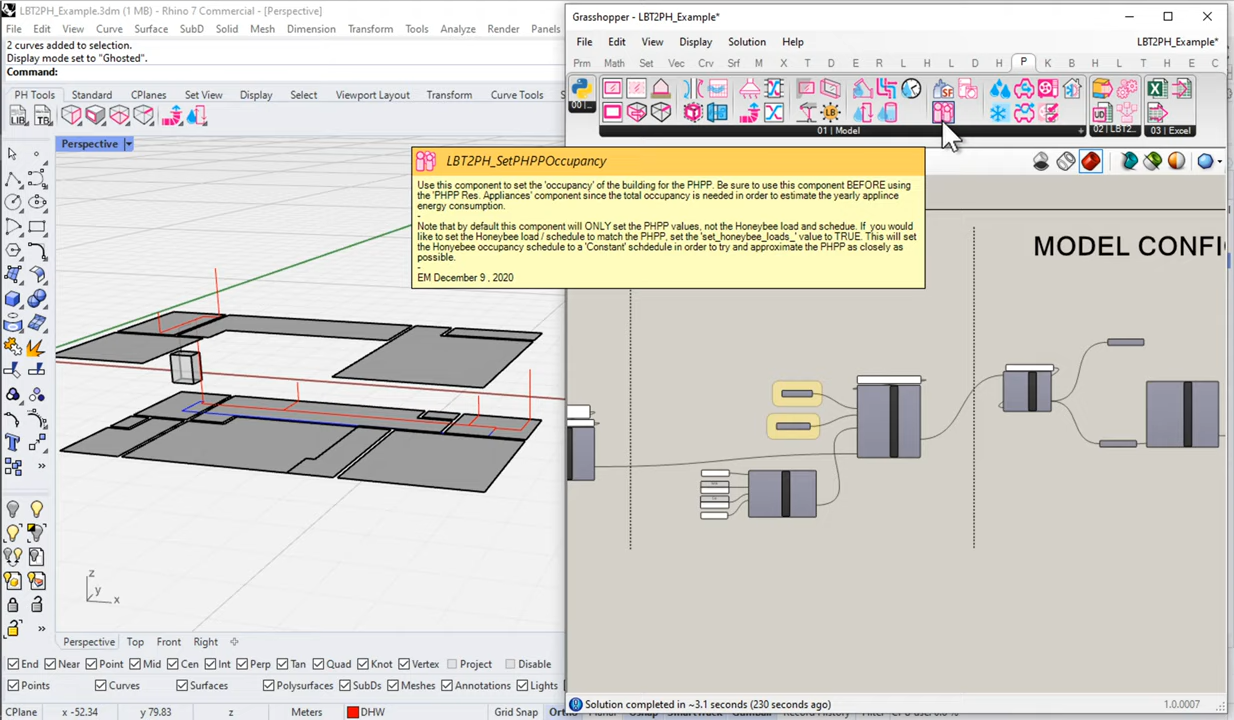 LBT2PH_Example.3dm (1 MB) - Rhino 7 Commercial - [Perspective]
File Edit View Curve Surface SubD Solid Mesh Dimension Transform Tools Analyze Render Panels
2 curves added to selection.
Display mode set to "Ghosted".
Command:
PH Tools Standard CPlanes Display Select Viewport Layout Transform Curve Tools
LIB TB
Perspective
z
y
x
Perspective Top Front Right
End Near Point Mid Cen Int Perp Tan Quad Knot Vertex Project Disable
Points Curves Surfaces Polysurfaces SubDs Meshes Annotations Lights
CPlane x -52.34 y 79.83 z Meters DHW Grid Snap Ortho
Grasshopper - LBT2PH_Example*
File Edit View Display Solution Help LBT2PH_Example*
Prm Math Set Vec Crv Srf M X T D E R L H L D H P K H L T
SF
LB
UD
00 |... 01 | Model 02 | LBT2... 03 | Excel
LBT2PH_SetPHPPOccupancy
Use this component to set the 'occupancy' of the building for the PHPP. Be sure to use this component BEFORE using
the 'PHPP Res. Appliances' component since the total occupancy is needed in order to estimate the yearly applince
energy consumption.
-
Note that by default this component will ONLY set the PHPP values, not the Honeybee load and schedue. If you would
like to set the Honeybee load / schedule to match the PHPP, set the 'set_honeybee_loads_' value to TRUE. This will set
the Honyebee occupancy schedule to a 'Constant' schdedule in order to try and approximate the PHPP as closely as
possible.
-
EM December 9 , 2020
MODEL CONFI
Solution completed in ~3.1 seconds (230 seconds ago)
1.0.0007